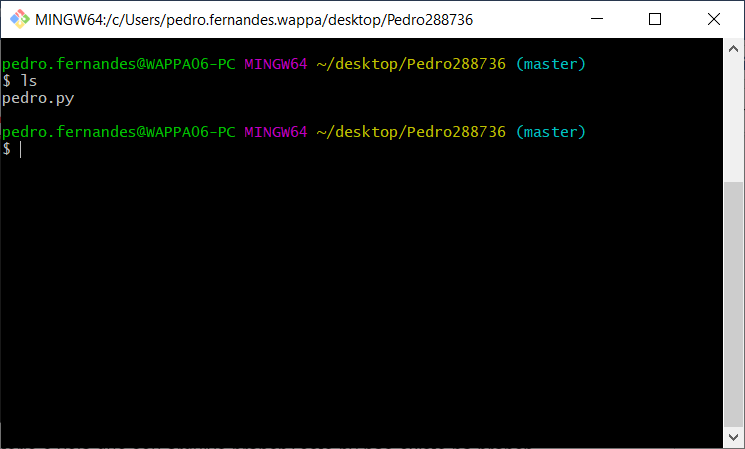 MINGW64:/c/Users/pedro.fernandes.wappa/desktop/Pedro288736
pedro.fernandes@WAPPA06-PC MINGW64 ~/desktop/Pedro288736 (master)
$ ls
pedro.py
pedro.fernandes@WAPPA06-PC MINGW64 ~/desktop/Pedro288736 (master)
$